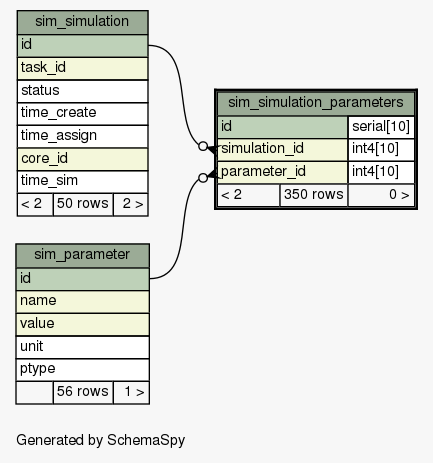 sim_simulation
id
task_id
status
time_create
time_assign
core_id
time_sim
< 2 50 rows 2 >
sim_simulation_parameters
id serial[10]
simulation_id int4[10]
parameter_id int4[10]
< 2 350 rows 0 >
sim_parameter
id
name
value
unit
ptype
56 rows 1 >
Generated by SchemaSpy